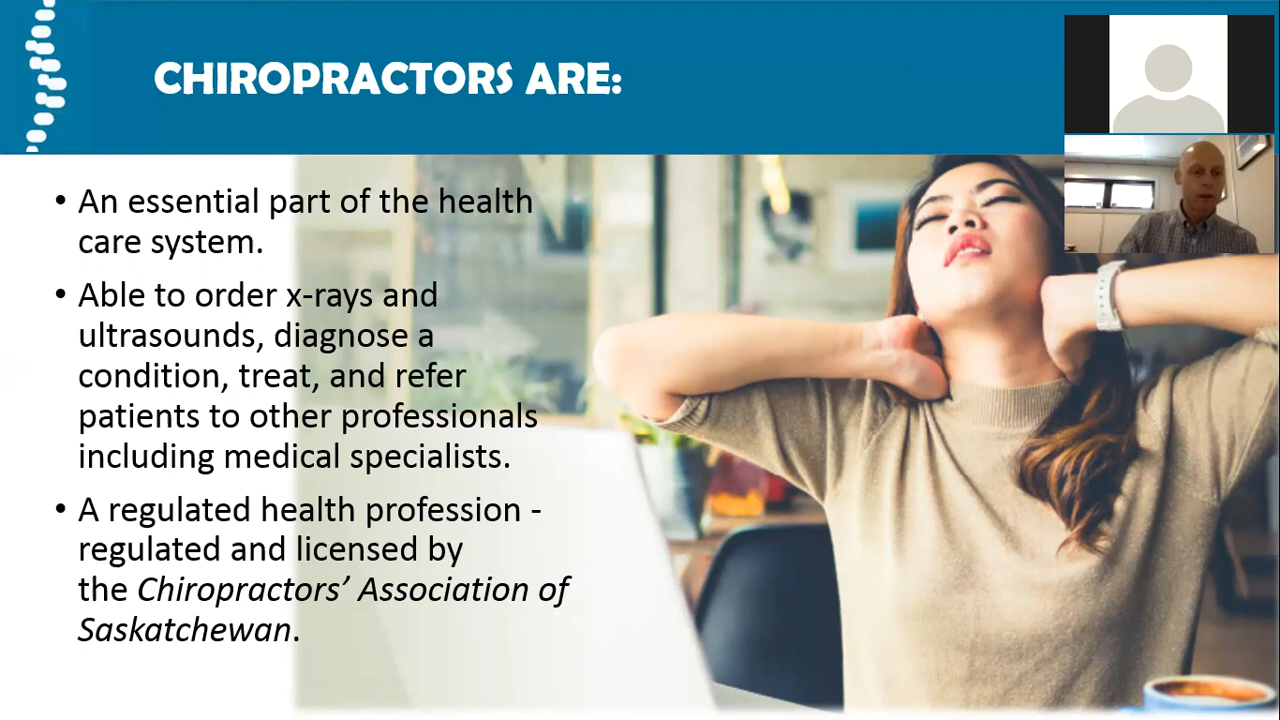 CHIROPRACTORS ARE:
• An essential part of the health
care system.
• Able to order x-rays and
ultrasounds, diagnose a
condition, treat, and refer
patients to other professionals
including medical specialists.
• A regulated health profession -
regulated and licensed by
the Chiropractors’ Association of
Saskatchewan.